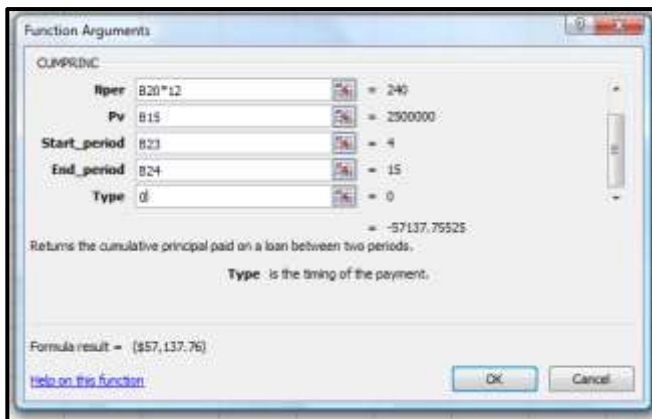 Function Arguments
CUMPRINC
Nper B20*12 = 240
Pv B15 = 2500000
Start_period B23 = 4
End_period B24 = 15
Type 0 = 0
= -57137.75525
Returns the cumulative principal paid on a loan between two periods.
Type is the timing of the payment.
Formula result = ($57,137.76)
Help on this function
OK
Cancel